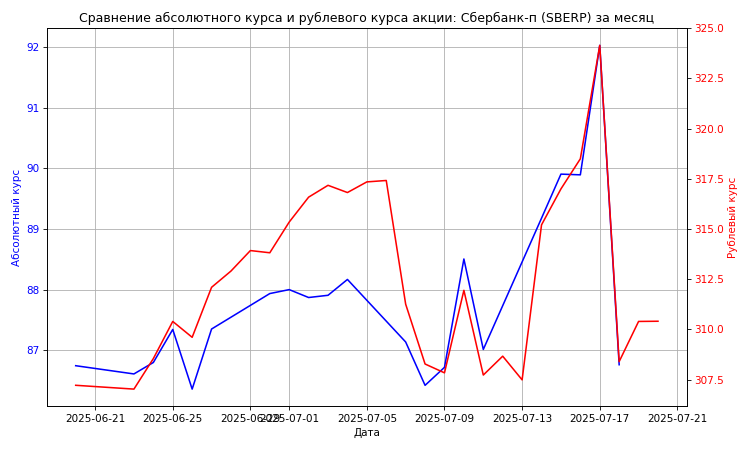 Сравнение абсолютного курса и рублевого курса акции: Сбербанк-п (SBERP) за месяц
Абсолютный курс
92
91
90
89
88
87
325.0
322.5
320.0
317.5
315.0
312.5
310.0
307.5
Рублевый курс
2025-06-21 2025-06-25 2025-06-29 2025-07-01 2025-07-05 2025-07-09 2025-07-13 2025-07-17 2025-07-21
Дата